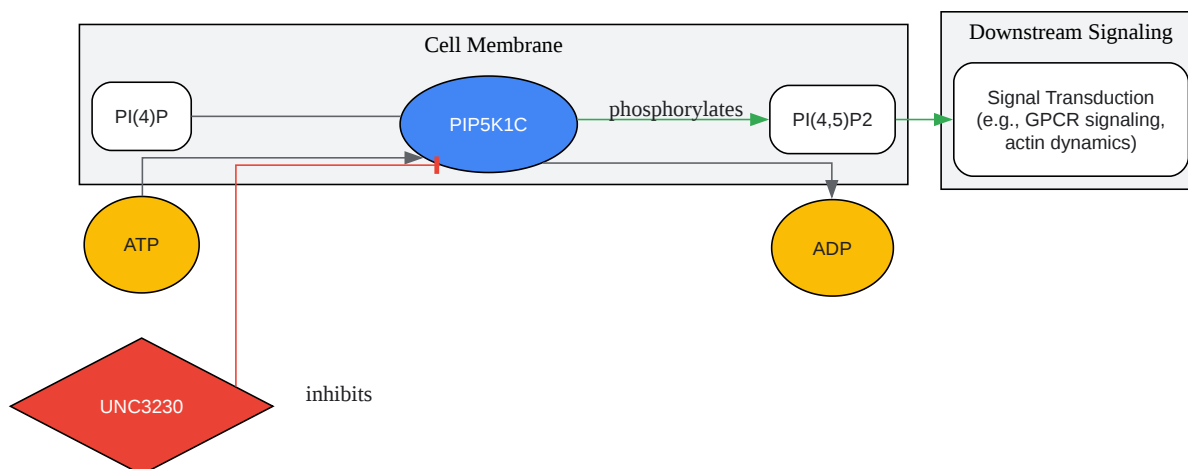 Cell Membrane
Downstream Signaling
PI(4)P
PIP5K1C
phosphorylates
PI(4,5)P2
Signal Transduction
(e.g., GPCR signaling,
actin dynamics)
ATP
ADP
UNC3230
inhibits